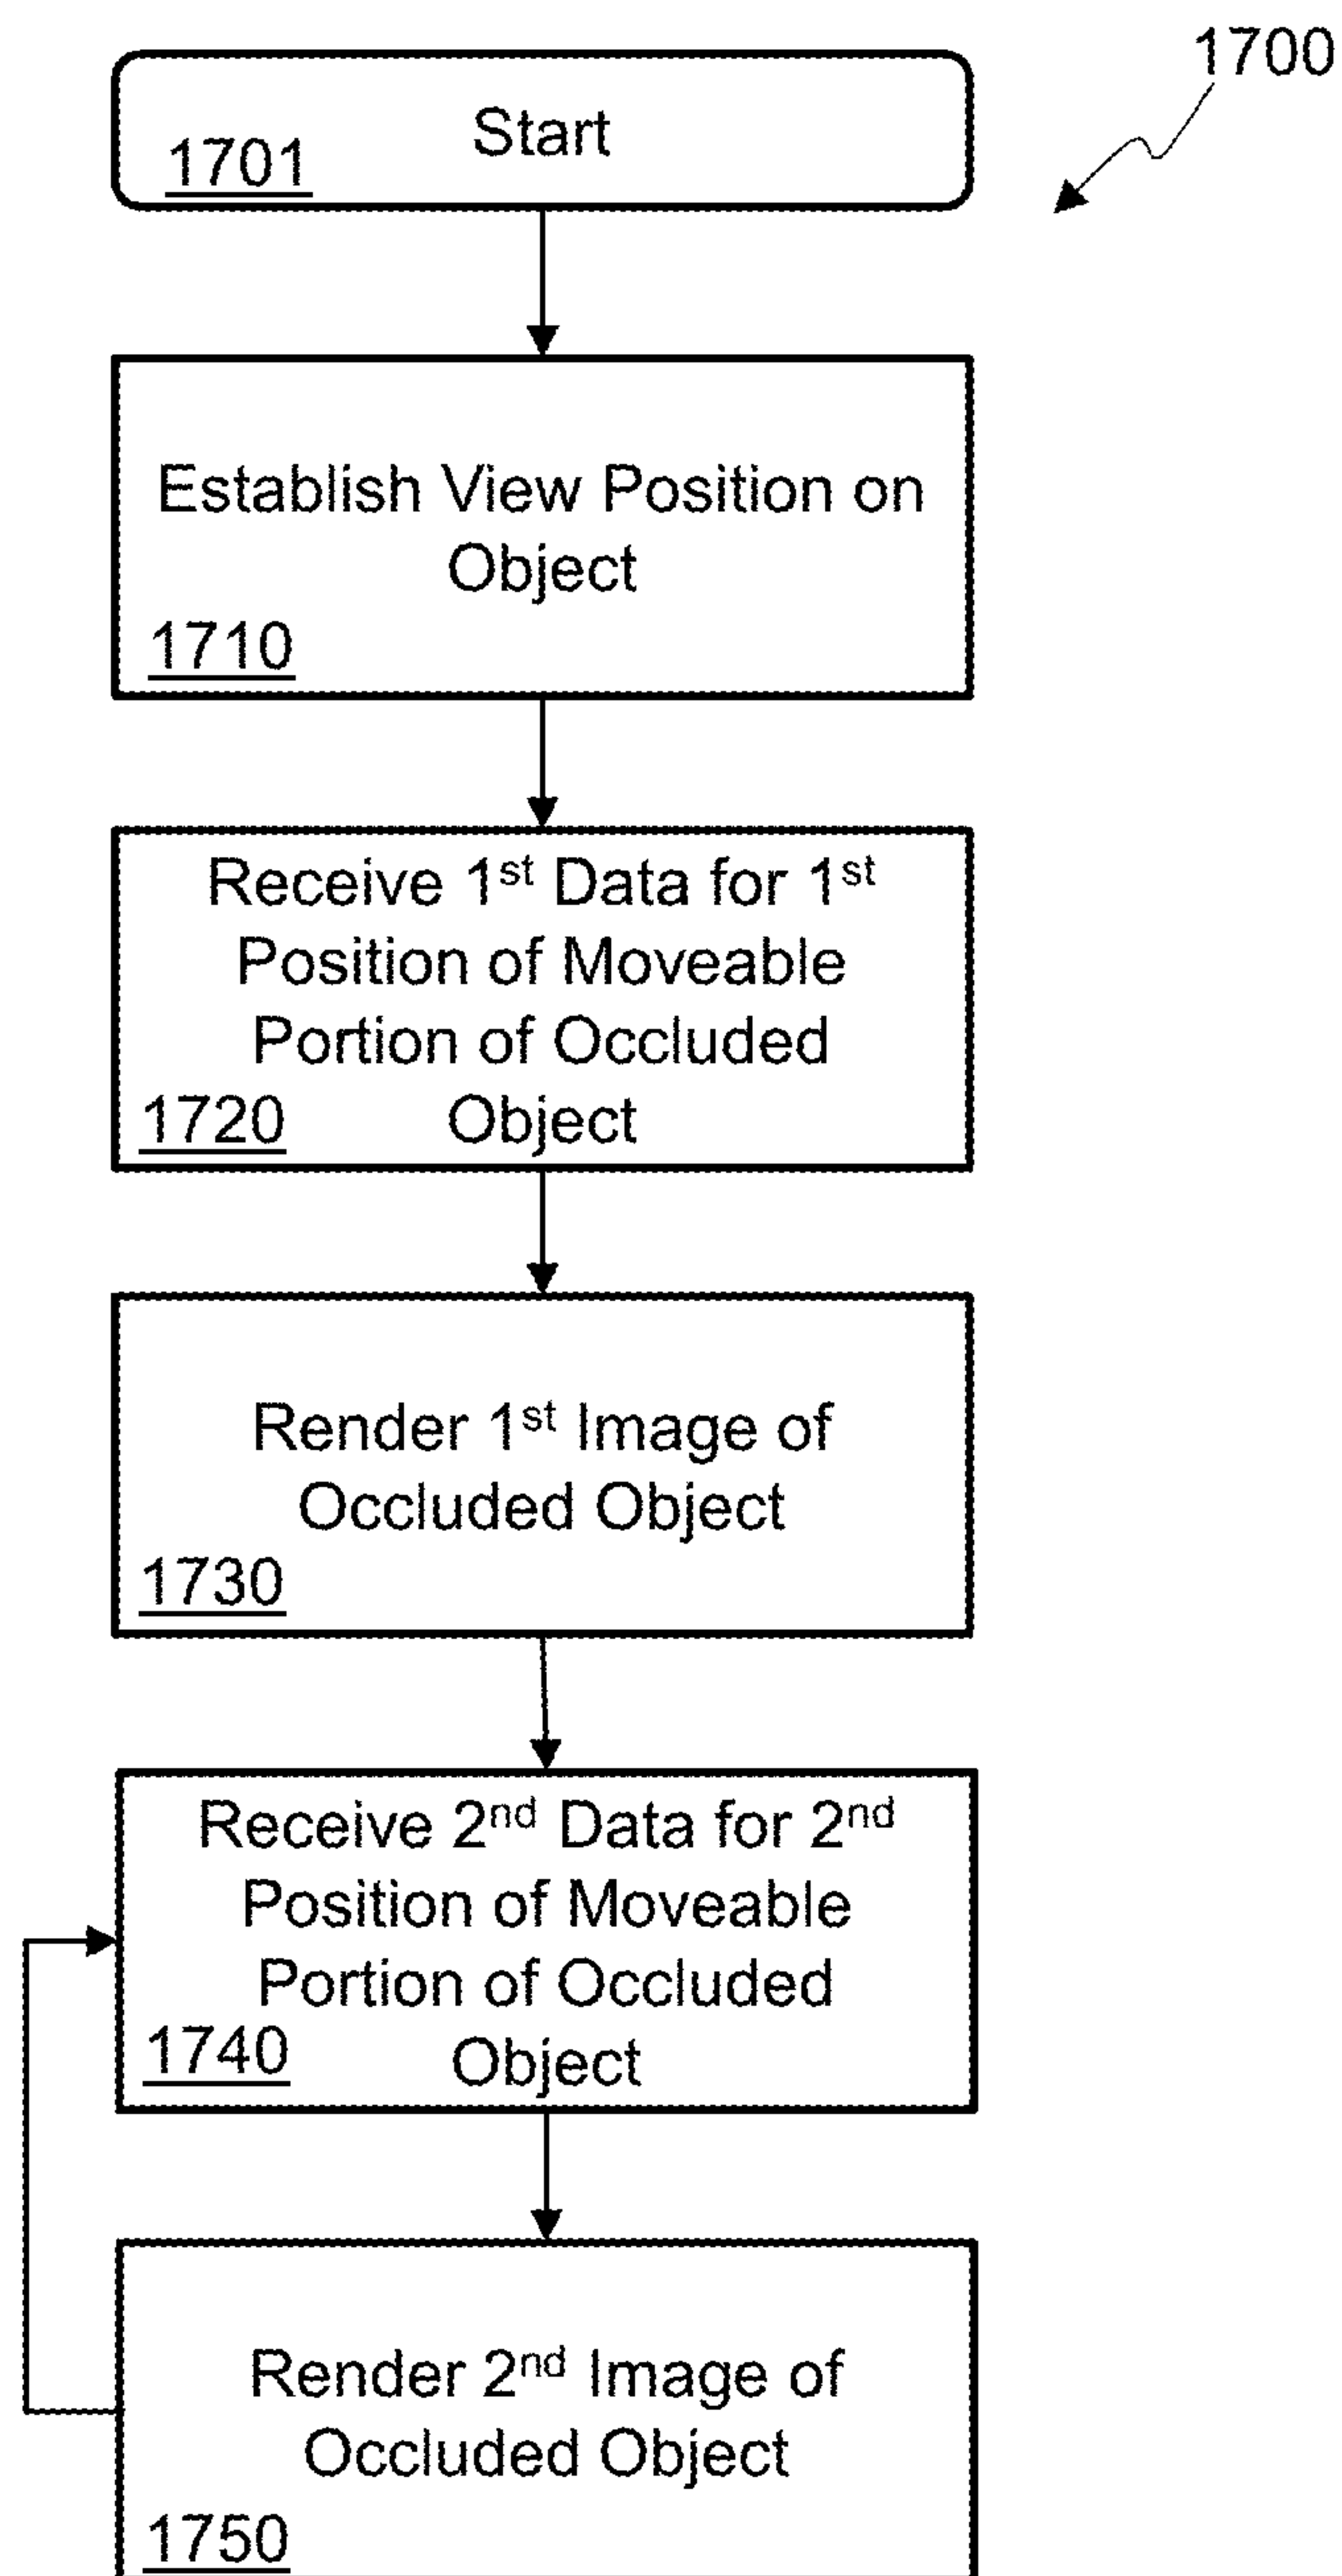 1700
Start
1701
Establish View Position on
Object
1710
Receive 1st Data for 1st
Position of Moveable
Portion of Occluded
Object
1720
Render 1st Image of
Occluded Object
1730
Receive 2nd Data for 2nd
Position of Moveable
Portion of Occluded
Object
1740
Render 2nd Image of
Occluded Object
1750